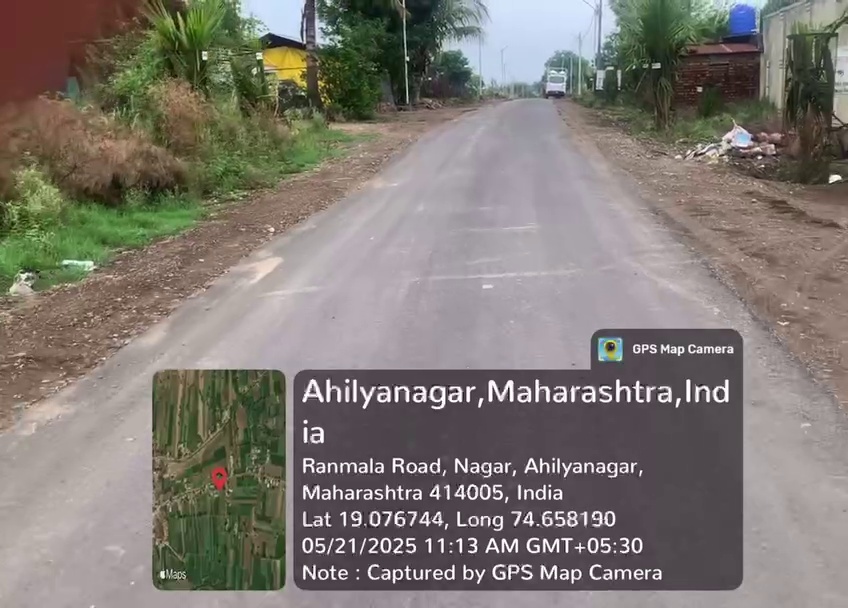 GPS Map Camera
Ahilyanagar,Maharashtra,Ind
ia
Ranmala Road, Nagar, Ahilyanagar,
Maharashtra 414005, India
Lat 19.076744, Long 74.658190
05/21/2025 11:13 AM GMT+05:30
Note : Captured by GPS Map Camera
Maps